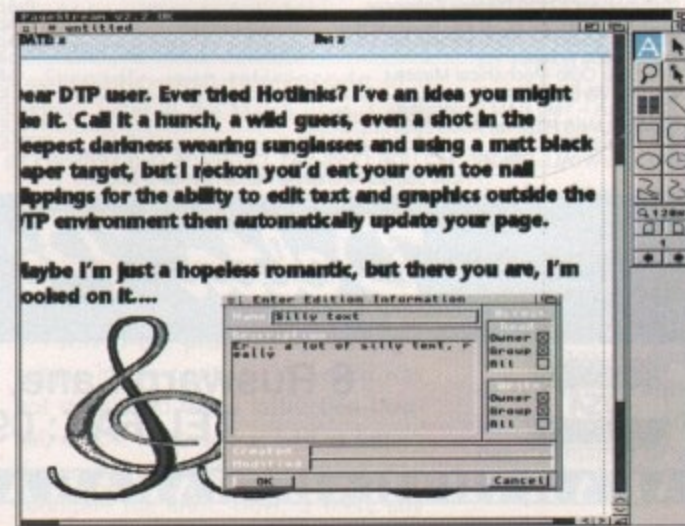 PageStream v2.2 UK
untitled
DATE: x
ear DTP user. Ever tried Hotlinks? I've an idea you might
ke it. Call it a hunch, a wild guess, even a shot in the
eepest darkness wearing sunglasses and using a matt black
aper target, but I reckon you'd eat your own toe nail
lippings for the ability to edit text and graphics outside the
TP environment then automatically update your page.
laybe I'm just a hopeless romantic, but there you are, I'm
ooked on it....
Enter Edition Information
Name Silly text
Read
Er... a lot of silly text, r
eally
Owner
Group
All
Owner
Group
All
Created
Modified
OK Cancel
A
1